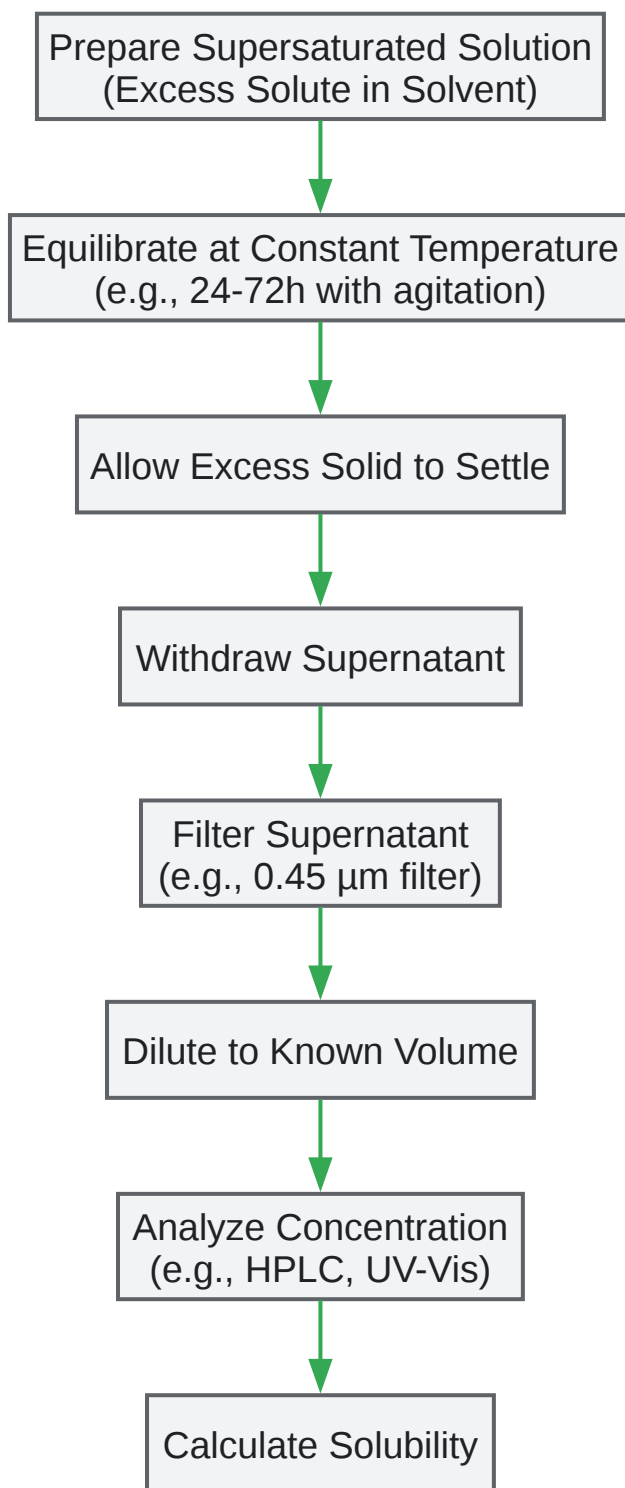 Prepare Supersaturated Solution
(Excess Solute in Solvent)
Equilibrate at Constant Temperature
(e.g., 24-72h with agitation)
Allow Excess Solid to Settle
Withdraw Supernatant
Filter Supernatant
(e.g., 0.45 µm filter)
Dilute to Known Volume
Analyze Concentration
(e.g., HPLC, UV-Vis)
Calculate Solubility